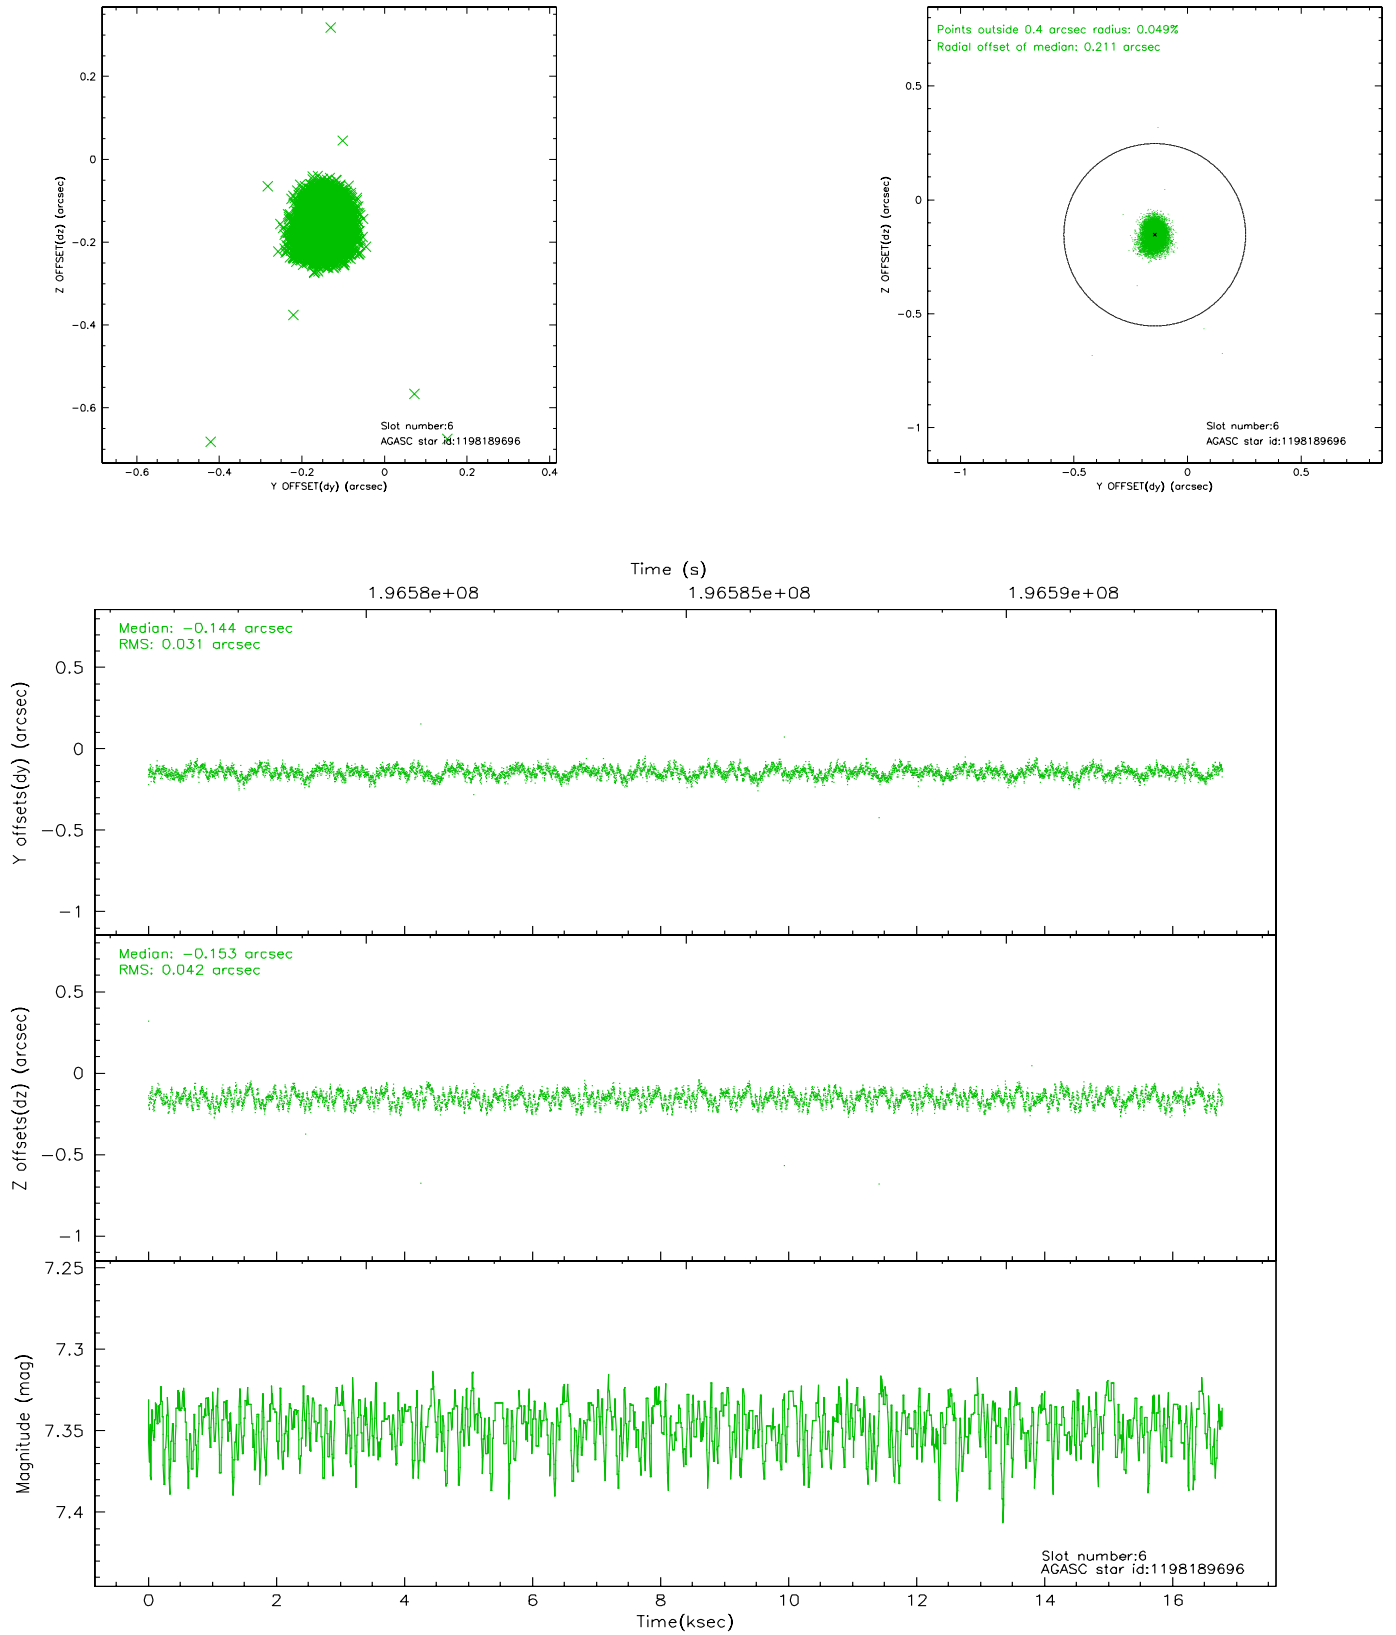 0.2
0
−0.2
−0.4
−0.6
Z OFFSET(dz) (arcsec)
−0.6
−0.4
−0.2
0
0.2
0.4
Y OFFSET(dy) (arcsec)
Slot number:6
AGASC star id:1198189696
Points outside 0.4 arcsec radius: 0.049%
Radial offset of median: 0.211 arcsec
0.5
0
−0.5
−1
Z OFFSET(dz) (arcsec)
−1
−0.5
0
0.5
Y OFFSET(dy) (arcsec)
Slot number:6
AGASC star id:1198189696
Time (s)
1.9658e+08
1.96585e+08
1.9659e+08
Median: −0.144 arcsec
RMS: 0.031 arcsec
0.5
0
−0.5
−1
Y offsets(dy) (arcsec)
Median: −0.153 arcsec
RMS: 0.042 arcsec
0.5
0
−0.5
−1
Z offsets(dz) (arcsec)
7.25
7.3
7.35
7.4
Magnitude (mag)
Slot number:6
AGASC star id:1198189696
0
2
4
6
8
10
12
14
16
Time(ksec)